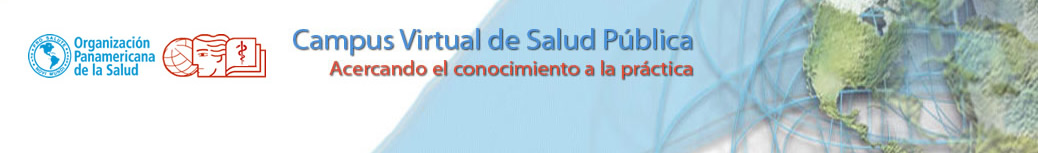 Organización
Panamericana
de la Salud
Campus Virtual de Salud Pública
Acercando el conocimiento a la práctica